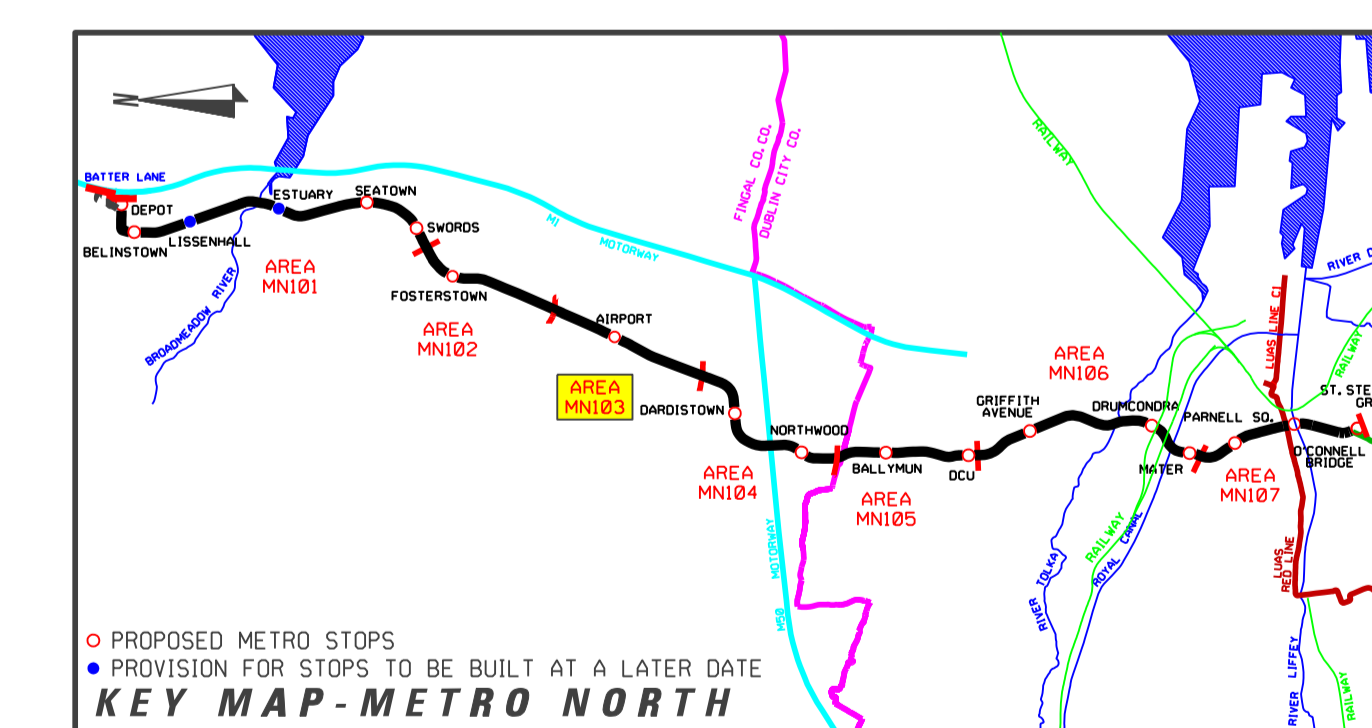 N
BATTER LANE
DEPOT
BELINSTOWN
LISSENHALL
ESTUARY
SEATOWN
SWORDS
BROADMEADOW RIVER
AREA
MN101
FOSTERSTOWN
AREA
MN102
M1
MOTORWAY
AIRPORT
AREA
MN103
DARDISTOWN
FINGAL CO. CO.
DUBLIN CITY CO.
NORTHWOOD
AREA
MN104
MOTORWAY
M50
BALLYMUN
AREA
MN105
DCU
GRIFFITH
AVENUE
AREA
MN106
DRUMCONDRA
MATER
RAILWAY
PARNELL SQ.
AREA
MN107
O'CONNELL
BRIDGE
ST. STE
GR
LUAS LINE C1
RIVER D
RAILWAY
RAILWAY
ROYAL CANAL
RIVER TOLKA
LUAS
RED LINE
RIVER LIFFEY
RAILWAY
PROPOSED METRO STOPS
PROVISION FOR STOPS TO BE BUILT AT A LATER DATE
KEY MAP-METRO NORTH